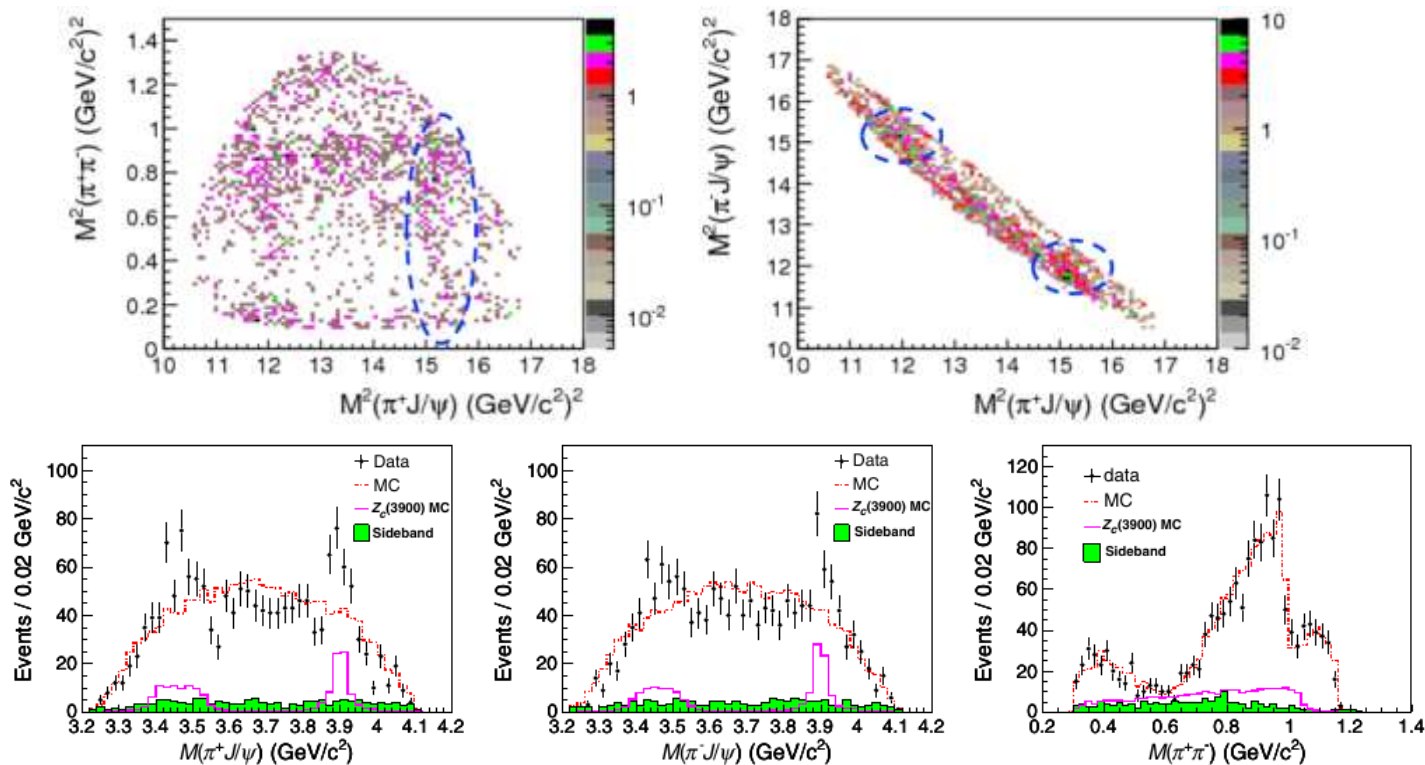 M²(π⁺π⁻) (GeV/c²)²
1.4
1.2
1
0.8
0.6
0.4
0.2
0
10 11 12 13 14 15 16 17 18
M²(π⁺J/ψ) (GeV/c²)²
1
10⁻¹
10⁻²
M²(π⁻J/ψ) (GeV/c²)²
18
17
16
15
14
13
12
11
10
10 11 12 13 14 15 16 17 18
M²(π⁺J/ψ) (GeV/c²)²
10
1
10⁻¹
10⁻²
Events / 0.02 GeV/c²
100
80
60
40
20
0
Data
MC
Zc(3900) MC
Sideband
3.2 3.3 3.4 3.5 3.6 3.7 3.8 3.9 4 4.1 4.2
M(π⁺J/ψ) (GeV/c²)
Events / 0.02 GeV/c²
100
80
60
40
20
0
Data
MC
Zc(3900) MC
Sideband
3.2 3.3 3.4 3.5 3.6 3.7 3.8 3.9 4 4.1 4.2
M(π⁻J/ψ) (GeV/c²)
Events / 0.02 GeV/c²
120
100
80
60
40
20
0
data
MC
Zc(3900) MC
Sideband
0.2 0.4 0.6 0.8 1 1.2 1.4
M(π⁺π⁻) (GeV/c²)